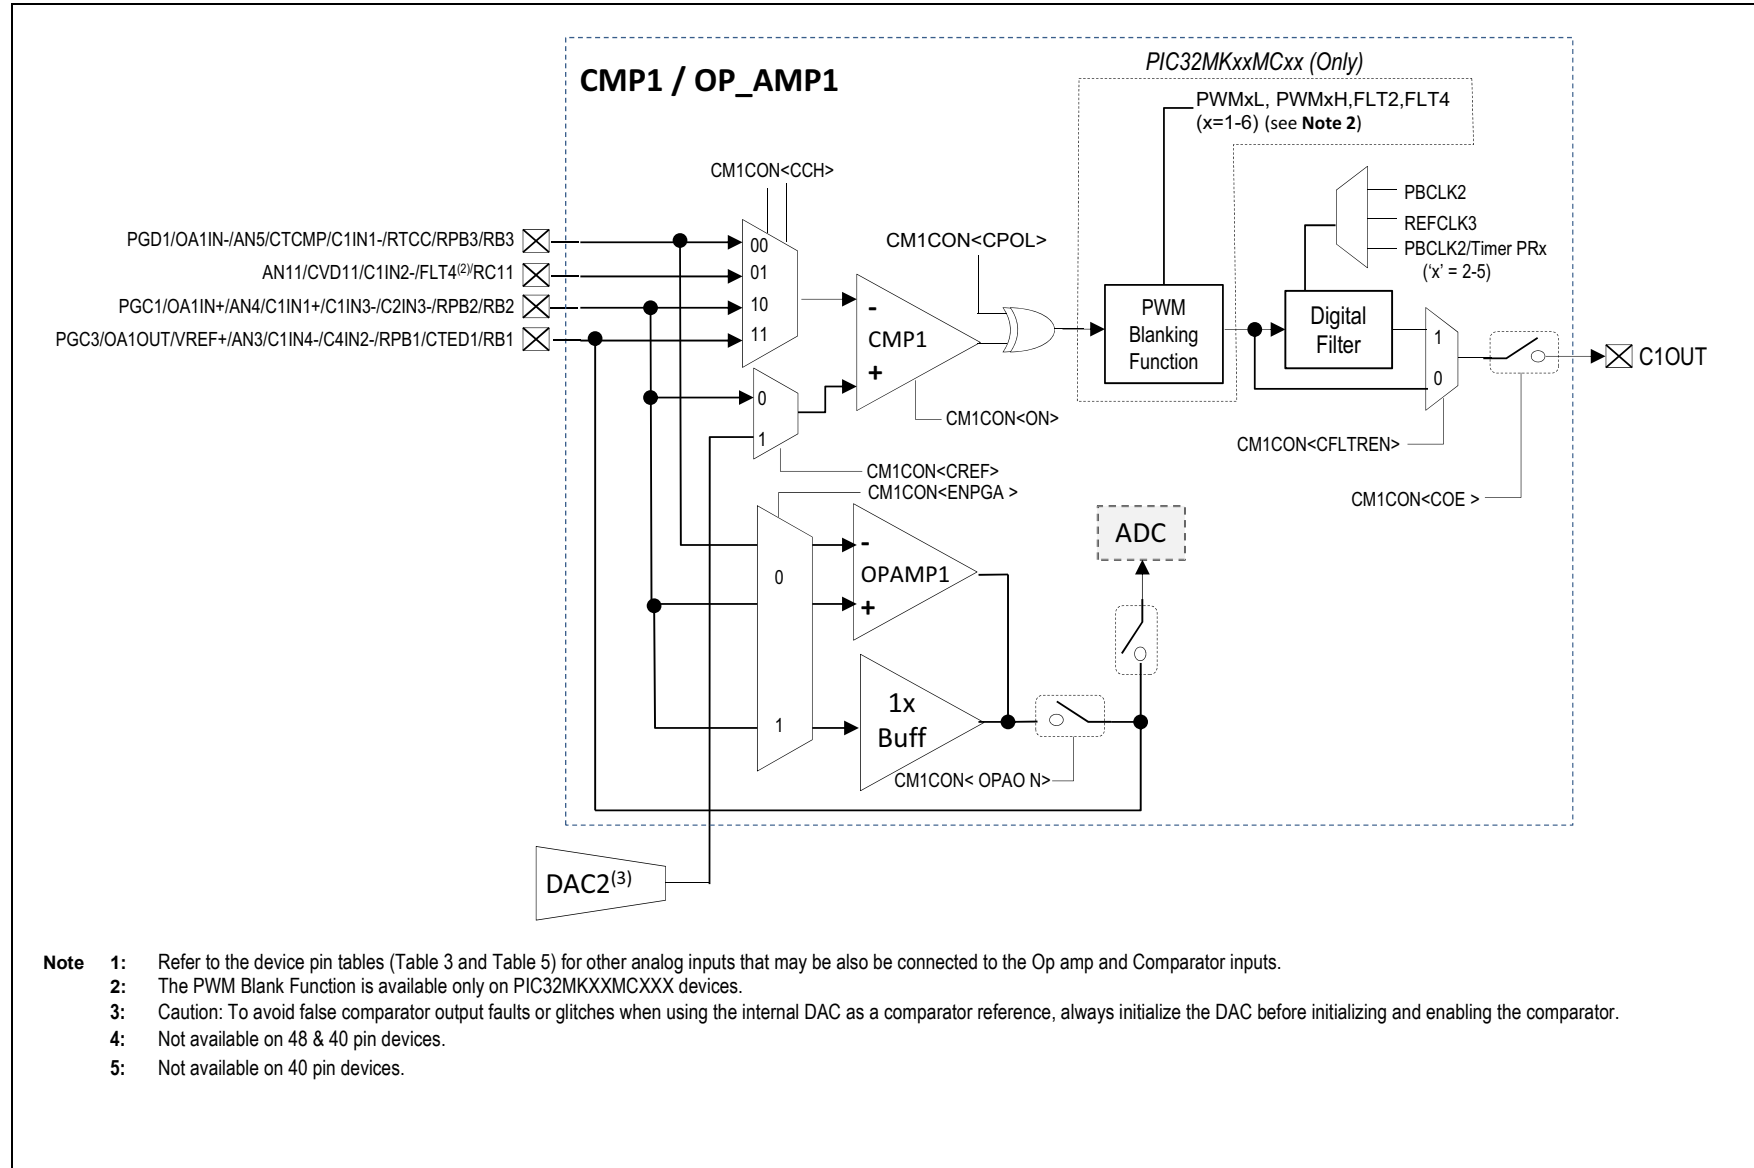 CMP1 / OP_AMP1
PIC32MKxxMCxx (Only)
PWMxL, PWMxH,FLT2,FLT4
(x=1-6) (see Note 2)
CM1CON<CCH>
PBCLK2
REFCLK3
PBCLK2/Timer PRx
('x' = 2-5)
PGD1/OA1IN-/AN5/CTCMP/C1IN1-/RTCC/RPB3/RB3
00
CM1CON<CPOL>
AN11/CVD11/C1IN2-/FLT4(2)/RC11
01
PGC1/OA1IN+/AN4/C1IN1+/C1IN3-/C2IN3-/RPB2/RB2
10
PGC3/OA1OUT/VREF+/AN3/C1IN4-/C4IN2-/RPB1/CTED1/RB1
11
-
CMP1
+
PWM
Blanking
Function
Digital
Filter
1
0
C1OUT
0
1
CM1CON<ON>
CM1CON<CFLTREN>
CM1CON<CREF>
CM1CON<ENPGA >
CM1CON<COE >
ADC
0
-
OPAMP1
+
1
1x
Buff
CM1CON< OPAO N>
DAC2(3)
Note 1: Refer to the device pin tables (Table 3 and Table 5) for other analog inputs that may be also be connected to the Op amp and Comparator inputs.
2: The PWM Blank Function is available only on PIC32MKXXMCXXX devices.
3: Caution: To avoid false comparator output faults or glitches when using the internal DAC as a comparator reference, always initialize the DAC before initializing and enabling the comparator.
4: Not available on 48 & 40 pin devices.
5: Not available on 40 pin devices.